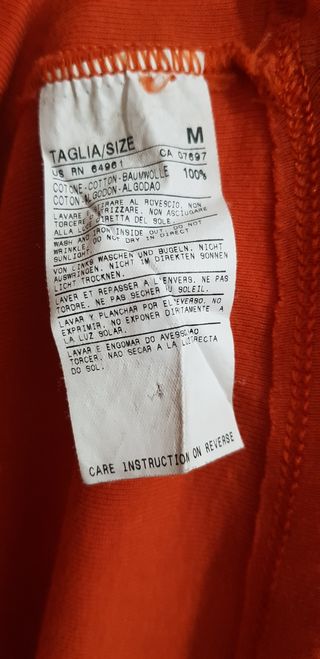 TAGLIA/SIZE M
US RN 64961 CA 07697
COTONE-COTTON-BAUMWOLLE 100%
COTON-ALGODON-ALGODAO
LAVARE STIRARE AL ROVESCIO, NON
TORCERE STRIZZARE. NON ASCIUGARE
ALLA LUCE DIRETTA DEL SOLE.
WASH AND IRON INSIDE OUT. DO NOT
WRINKLE. DO NOT DRY IN DIRECT
SUNLIGHT
VON LINKS WASCHEN UND BUGELN. NICHT
AUSWRINGEN. NICHT IM DIREKTEN SONNEN
LICHT TROCKNEN.
LAVER ET REPASSER A L'ENVERS. NE PAS
TORDRE. NE PAS SECHER AU SOLEIL.
LAVAR Y PLANCHAR POR EL REVERSO, NO
EXPRIMIR. NO EXPONER DIRTAMENTE A
LA LUZ SOLAR.
LAVAR E ENGOMAR DO AVESSO. NAO
TORCER. NAO SECAR A LUZ DIRECTA
DO SOL.
CARE INSTRUCTION ON REVERSE